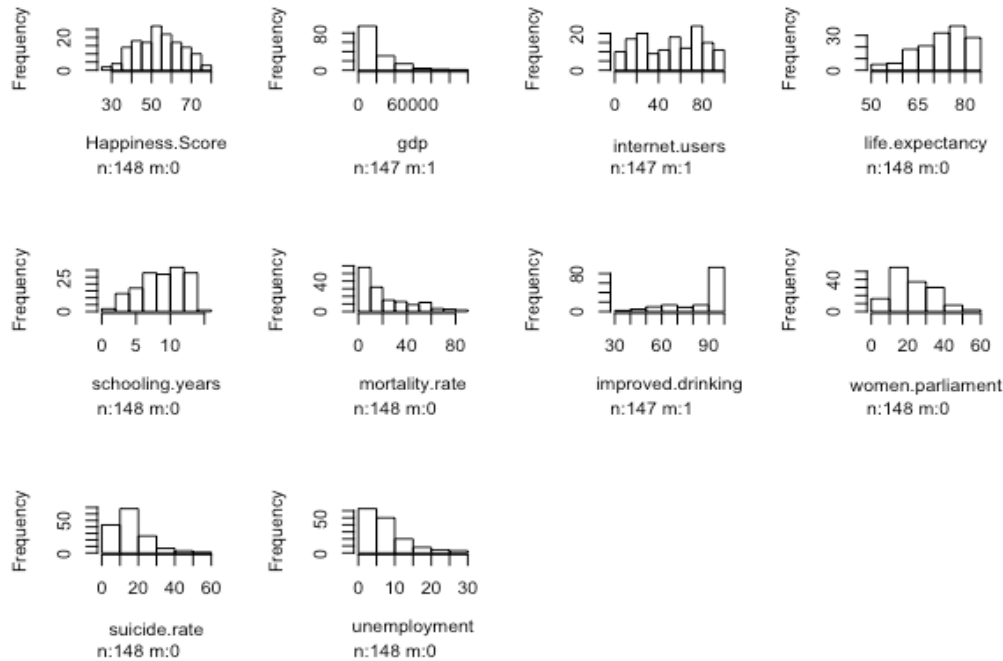 Frequency
0 20
30 50 70
Happiness.Score
n:148 m:0
Frequency
0 80
0 60000
gdp
n:147 m:1
Frequency
0 20
0 40 80
internet.users
n:147 m:1
Frequency
0 30
50 65 80
life.expectancy
n:148 m:0
Frequency
0 25
0 5 10
schooling.years
n:148 m:0
Frequency
0 40
0 40 80
mortality.rate
n:148 m:0
Frequency
0 80
30 60 90
improved.drinking
n:147 m:1
Frequency
0 40
0 20 40 60
women.parliament
n:148 m:0
Frequency
0 50
0 20 40 60
suicide.rate
n:148 m:0
Frequency
0 50
0 10 20 30
unemployment
n:148 m:0